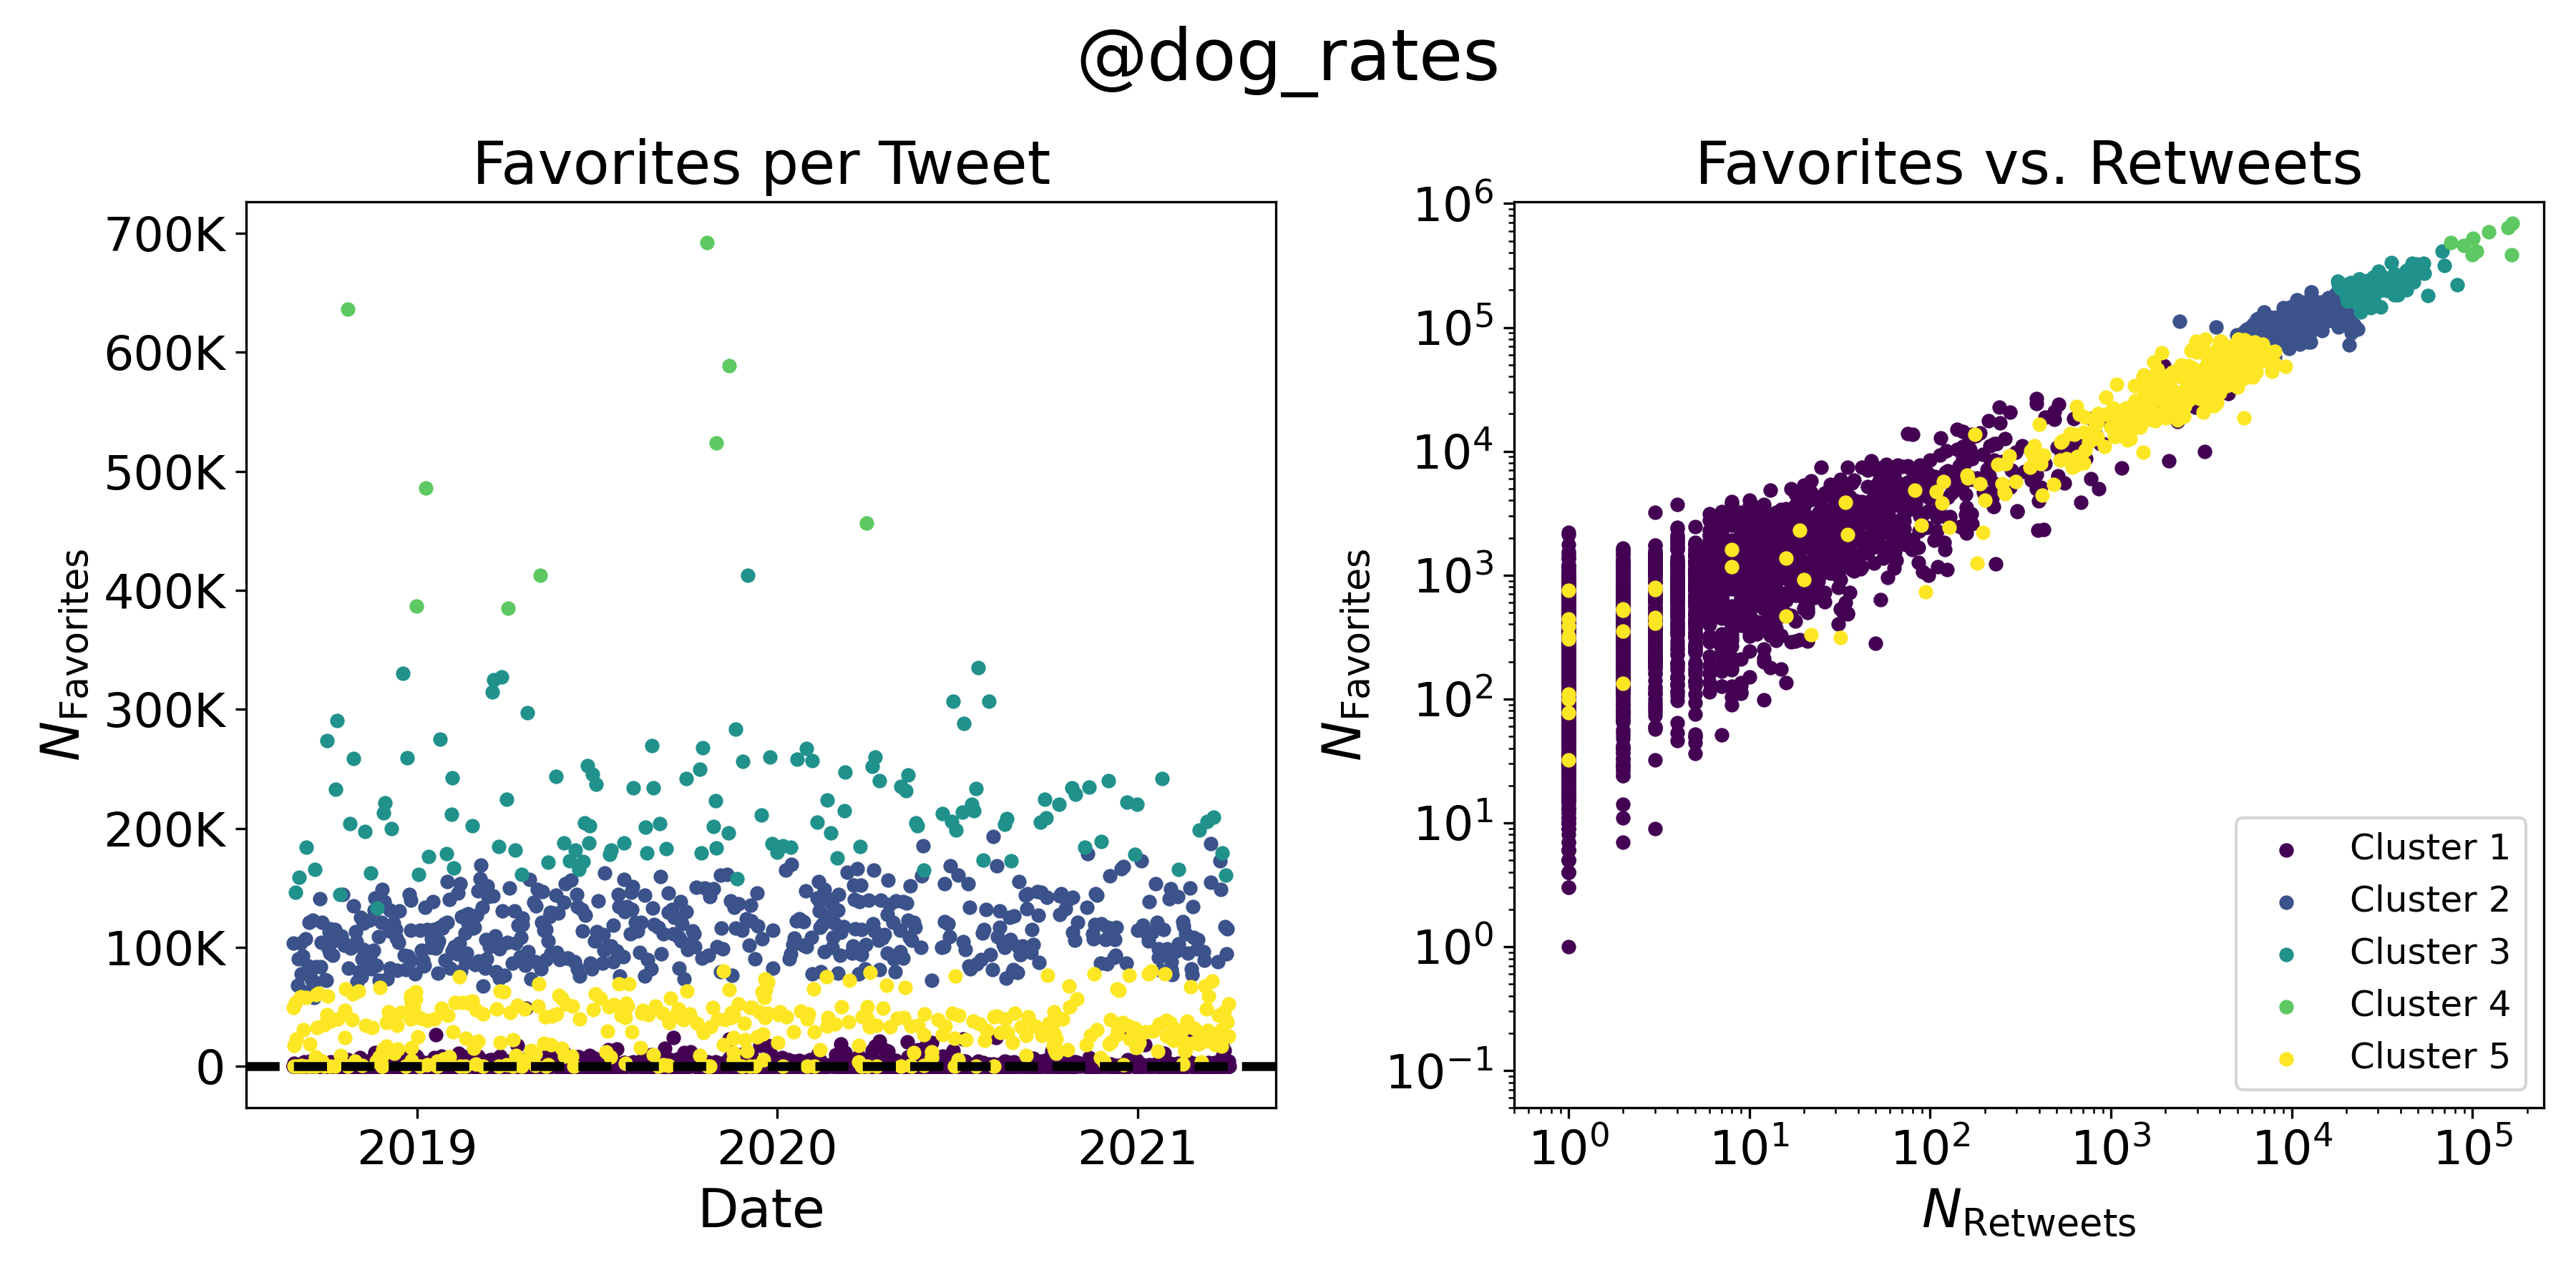 @dog_rates
Favorites per Tweet
700K
600K
500K
400K
300K
200K
100K
0
N_Favorites
2019
2020
2021
Date
Favorites vs. Retweets
10^6
10^5
10^4
10^3
10^2
10^1
10^0
10^−1
N_Favorites
10^0
10^1
10^2
10^3
10^4
10^5
N_Retweets
Cluster 1
Cluster 2
Cluster 3
Cluster 4
Cluster 5